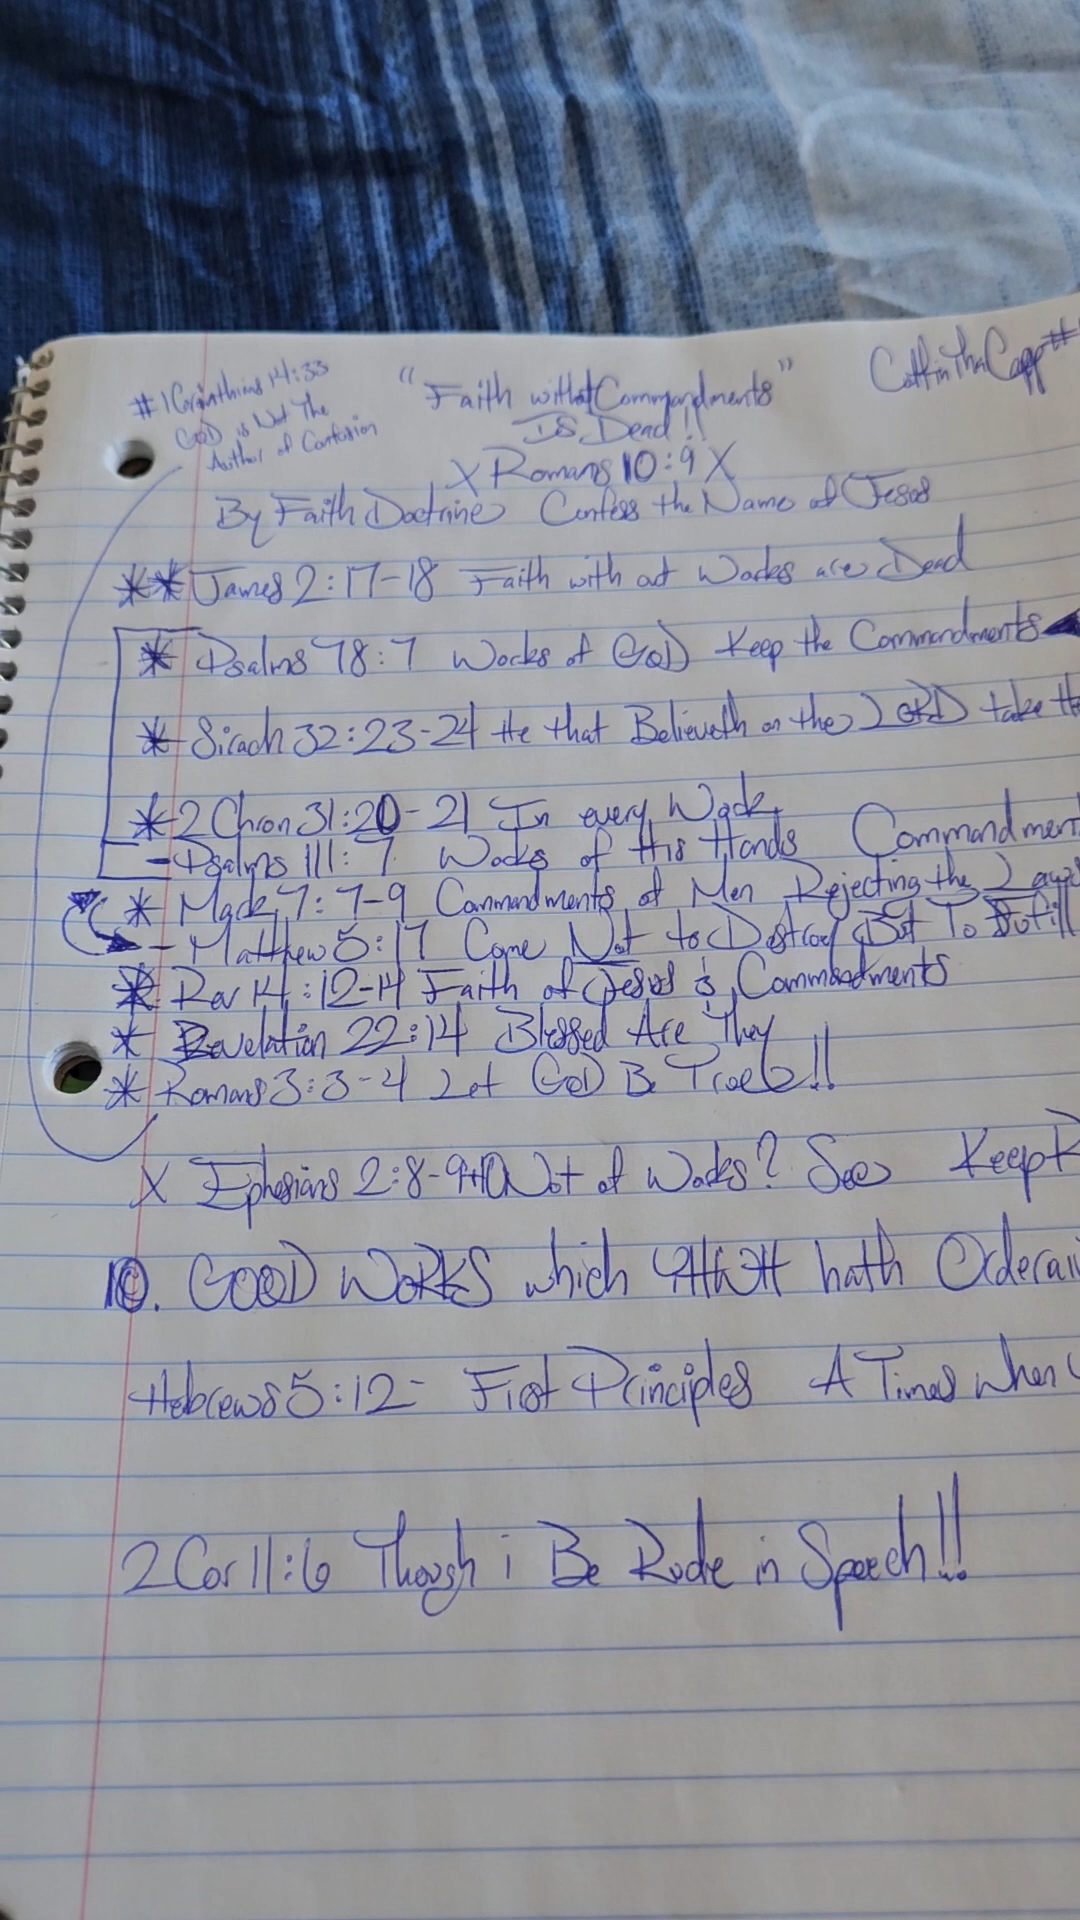 #1Corinthians 14:33
GOD is Not The
Author of Confusion
"Faith without Commandments"
IS Dead!!
X Romans 10:9 X
By Faith Doctrine Confess the Name of Jesus
** James 2:17-18 Faith with out Works are Dead
* Psalms 78:7 Works of GOD Keep the Commandments
* Sirach 32:23-24 He that Believeth on the LORD take
* 2 Chron 31:20-21 In every Work,
- Psalms 111:7 Works of His Hands Commandment
* Mark 7:7-9 Commandments of Men Rejecting the Laws
- Matthew 5:17 Come Not to Destroy But To Fulfill
* Rev 14:12-14 Faith of Jesus & Commandments
* Revelation 22:14 Blessed Are They
* Romans 3:3-4 Let GOD Be True!!
X Ephesians 2:8-9+10 Not of Works? See Keep
10. GOOD WORKS which YHWH hath
Hebrews 5:12- First Principles A Times when
2 Cor 11:6 Though i Be Rude in Speech!!